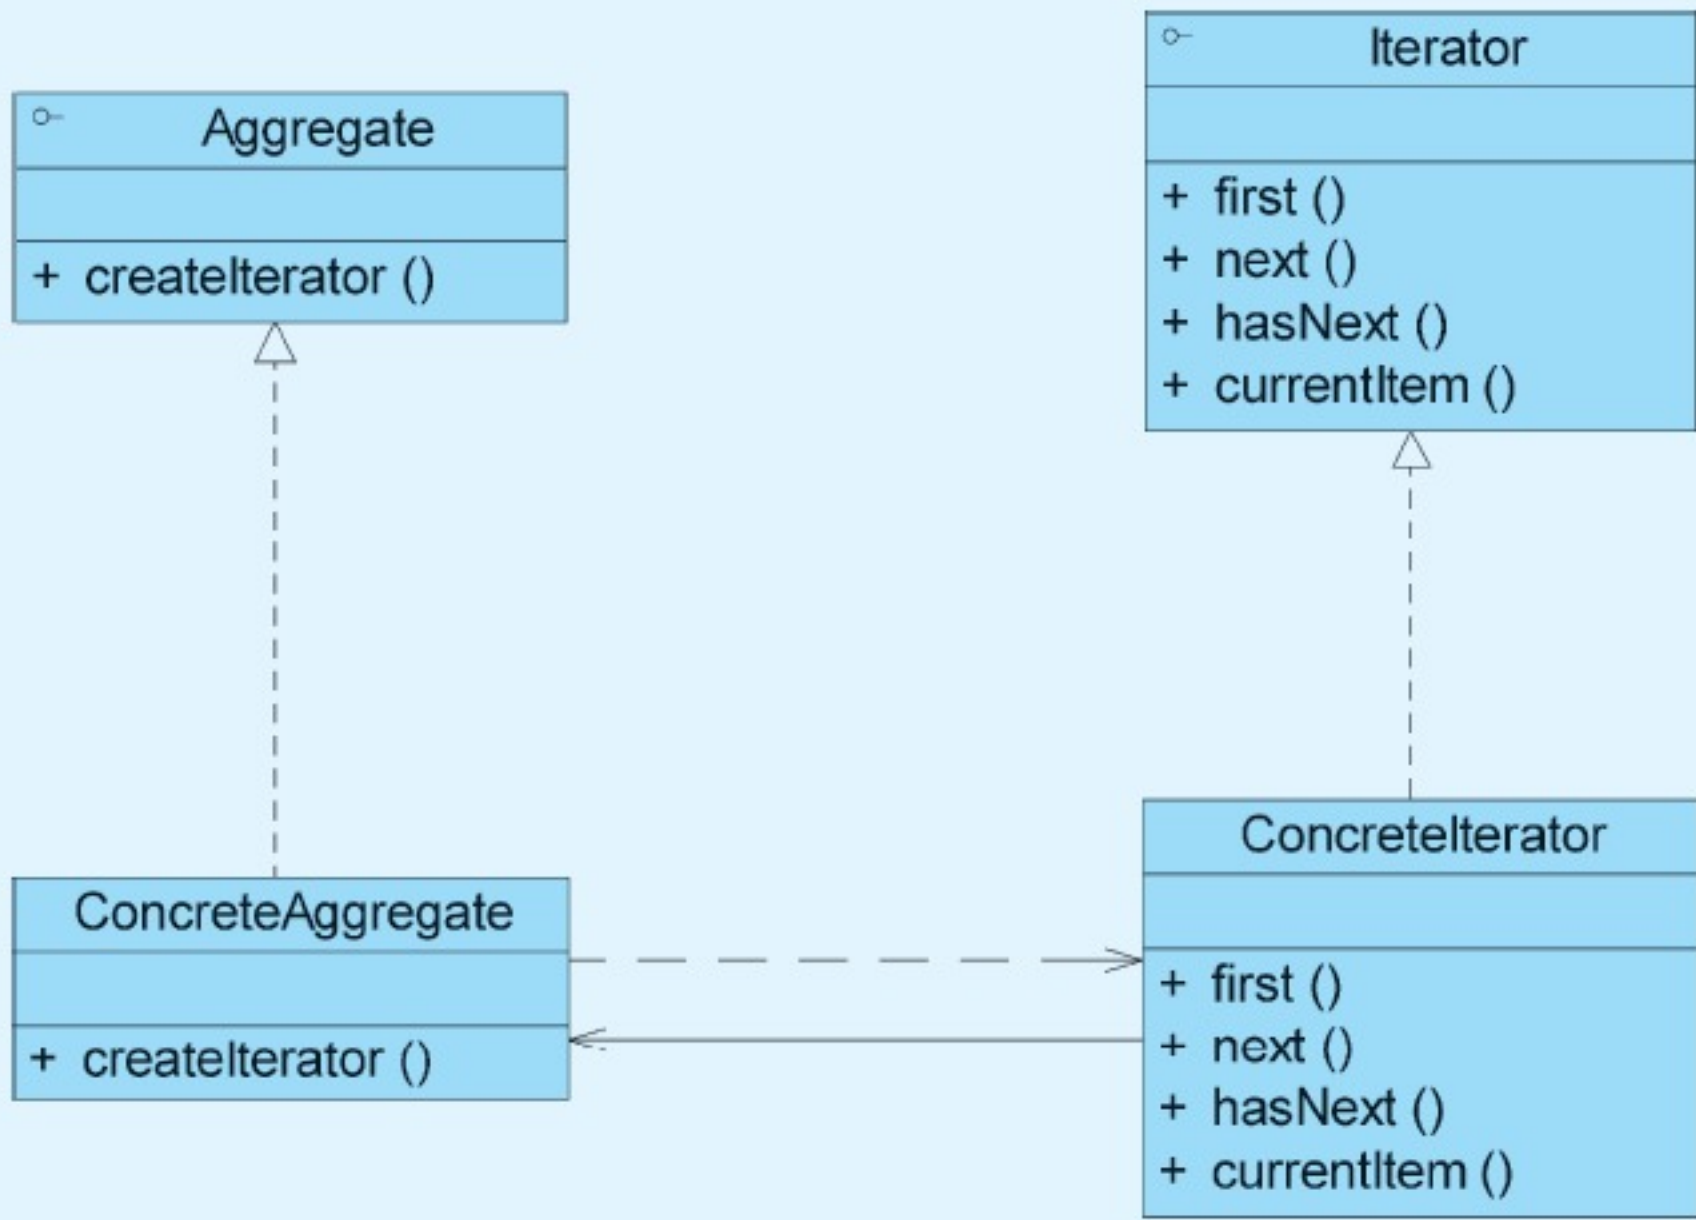 Aggregate
+ createIterator ()
Iterator
+ first ()
+ next ()
+ hasNext ()
+ currentItem ()
ConcreteAggregate
+ createIterator ()
ConcreteIterator
+ first ()
+ next ()
+ hasNext ()
+ currentItem ()